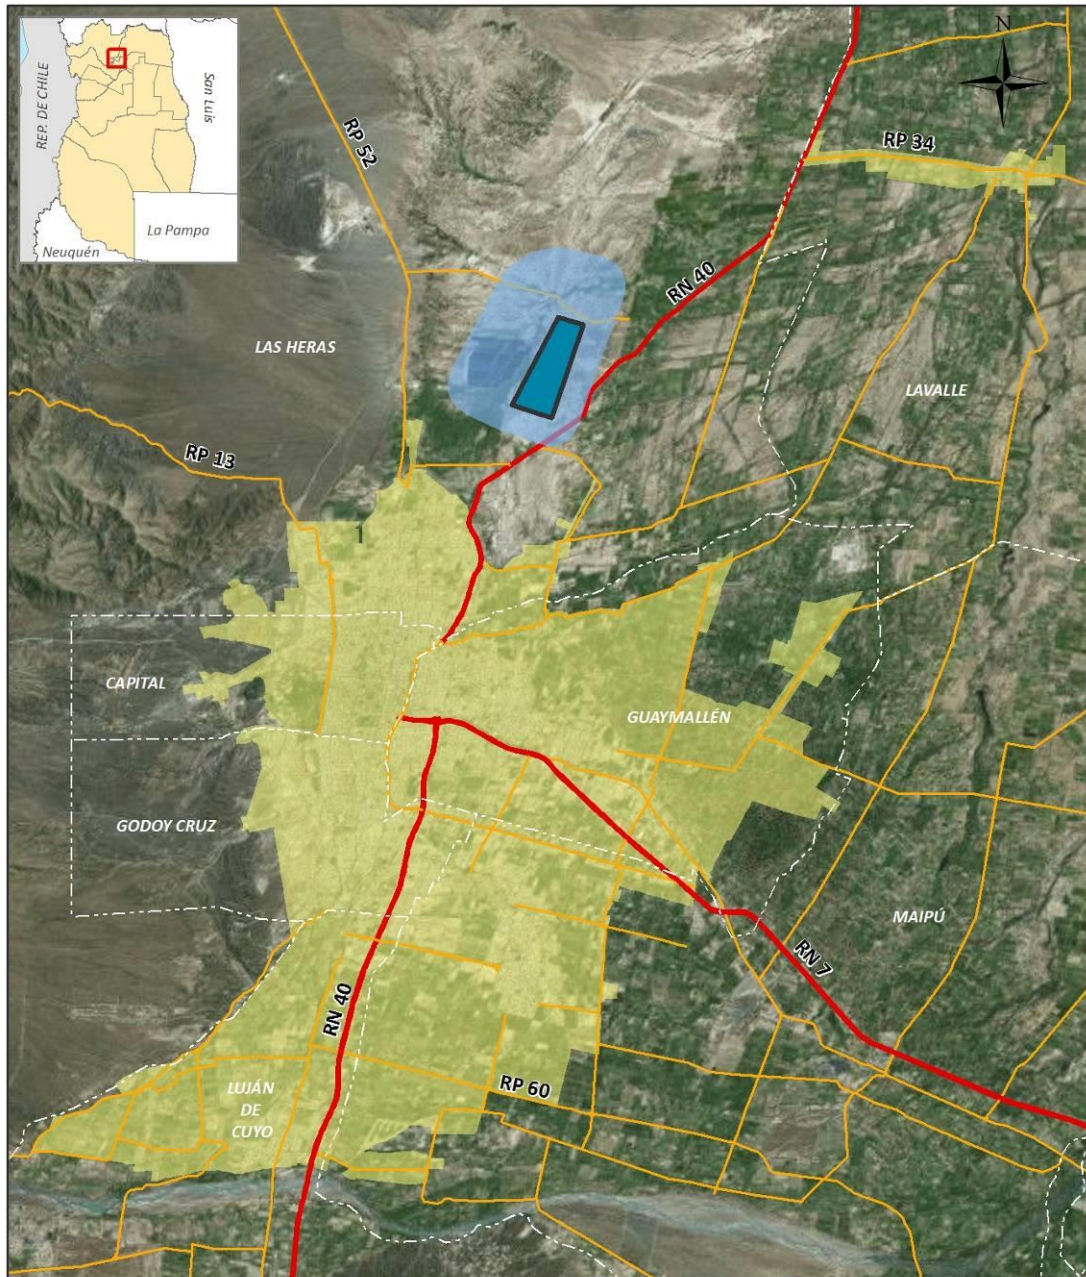 N
REP. DE CHILE
San Luis
La Pampa
Neuquén
RP 52
RP 34
RN 40
LAS HERAS
LAVALLE
RP 13
CAPITAL
GUAYMALLÉN
GODOY CRUZ
MAIPÚ
RN 7
RN 40
RP 60
LUJÁN
DE
CUYO